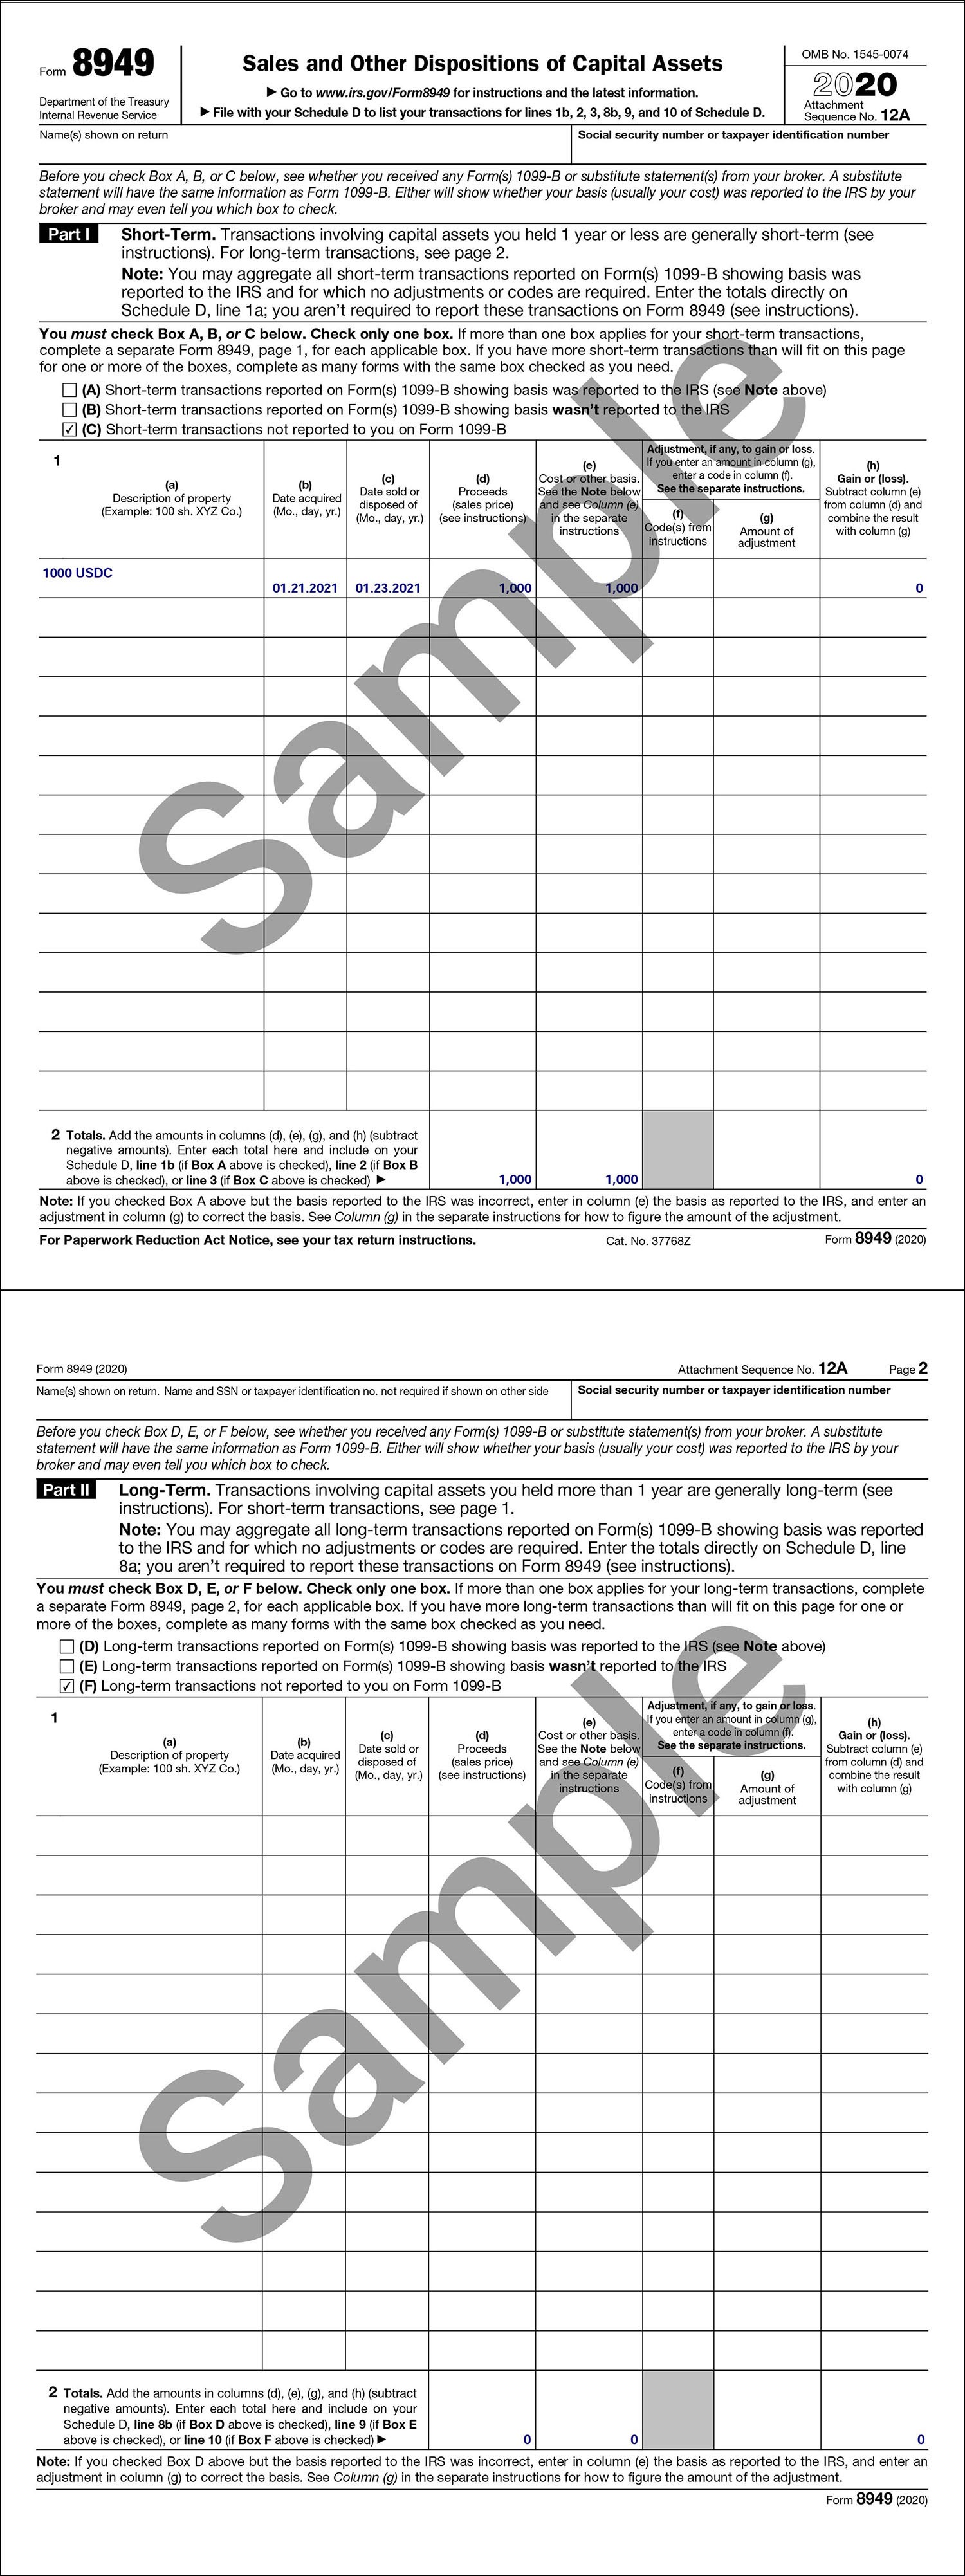 Form 8949
Department of the Treasury
Internal Revenue Service
Sales and Other Dispositions of Capital Assets
▶ Go to www.irs.gov/Form8949 for instructions and the latest information.
▶ File with your Schedule D to list your transactions for lines 1b, 2, 3, 8b, 9, and 10 of Schedule D.
OMB No. 1545-0074
2020
Attachment
Sequence No. 12A
Name(s) shown on return
Social security number or taxpayer identification number
Before you check Box A, B, or C below, see whether you received any Form(s) 1099-B or substitute statement(s) from your broker. A substitute
statement will have the same information as Form 1099-B. Either will show whether your basis (usually your cost) was reported to the IRS by your
broker and may even tell you which box to check.
Part I Short-Term. Transactions involving capital assets you held 1 year or less are generally short-term (see
instructions). For long-term transactions, see page 2.
Note: You may aggregate all short-term transactions reported on Form(s) 1099-B showing basis was
reported to the IRS and for which no adjustments or codes are required. Enter the totals directly on
Schedule D, line 1a; you aren't required to report these transactions on Form 8949 (see instructions).
You must check Box A, B, or C below. Check only one box. If more than one box applies for your short-term transactions,
complete a separate Form 8949, page 1, for each applicable box. If you have more short-term transactions than will fit on this page
for one or more of the boxes, complete as many forms with the same box checked as you need.
(A) Short-term transactions reported on Form(s) 1099-B showing basis was reported to the IRS (see Note above)
(B) Short-term transactions reported on Form(s) 1099-B showing basis wasn't reported to the IRS
✓ (C) Short-term transactions not reported to you on Form 1099-B
1
(a)
Description of property
(Example: 100 sh. XYZ Co.)
(b)
Date acquired
(Mo., day, yr.)
(c)
Date sold or
disposed of
(Mo., day, yr.)
(d)
Proceeds
(sales price)
(see instructions)
(e)
Cost or other basis.
See the Note below
and see Column (e)
in the separate
instructions
Adjustment, if any, to gain or loss.
If you enter an amount in column (g),
enter a code in column (f).
See the separate instructions.
(f)
Code(s) from
instructions
(g)
Amount of
adjustment
(h)
Gain or (loss).
Subtract column (e)
from column (d) and
combine the result
with column (g)
1000 USDC
01.21.2021 01.23.2021 1,000 1,000 0
Sample
2 Totals. Add the amounts in columns (d), (e), (g), and (h) (subtract
negative amounts). Enter each total here and include on your
Schedule D, line 1b (if Box A above is checked), line 2 (if Box B
above is checked), or line 3 (if Box C above is checked) ▶ 1,000 1,000 0
Note: If you checked Box A above but the basis reported to the IRS was incorrect, enter in column (e) the basis as reported to the IRS, and enter an
adjustment in column (g) to correct the basis. See Column (g) in the separate instructions for how to figure the amount of the adjustment.
For Paperwork Reduction Act Notice, see your tax return instructions. Cat. No. 37768Z Form 8949 (2020)
Form 8949 (2020) Attachment Sequence No. 12A Page 2
Name(s) shown on return. Name and SSN or taxpayer identification no. not required if shown on other side
Social security number or taxpayer identification number
Before you check Box D, E, or F below, see whether you received any Form(s) 1099-B or substitute statement(s) from your broker. A substitute
statement will have the same information as Form 1099-B. Either will show whether your basis (usually your cost) was reported to the IRS by your
broker and may even tell you which box to check.
Part II Long-Term. Transactions involving capital assets you held more than 1 year are generally long-term (see
instructions). For short-term transactions, see page 1.
Note: You may aggregate all long-term transactions reported on Form(s) 1099-B showing basis was reported
to the IRS and for which no adjustments or codes are required. Enter the totals directly on Schedule D, line
8a; you aren't required to report these transactions on Form 8949 (see instructions).
You must check Box D, E, or F below. Check only one box. If more than one box applies for your long-term transactions, complete
a separate Form 8949, page 2, for each applicable box. If you have more long-term transactions than will fit on this page for one or
more of the boxes, complete as many forms with the same box checked as you need.
(D) Long-term transactions reported on Form(s) 1099-B showing basis was reported to the IRS (see Note above)
(E) Long-term transactions reported on Form(s) 1099-B showing basis wasn't reported to the IRS
✓ (F) Long-term transactions not reported to you on Form 1099-B
1
(a)
Description of property
(Example: 100 sh. XYZ Co.)
(b)
Date acquired
(Mo., day, yr.)
(c)
Date sold or
disposed of
(Mo., day, yr.)
(d)
Proceeds
(sales price)
(see instructions)
(e)
Cost or other basis.
See the Note below
and see Column (e)
in the separate
instructions
Adjustment, if any, to gain or loss.
If you enter an amount in column (g),
enter a code in column (f).
See the separate instructions.
(f)
Code(s) from
instructions
(g)
Amount of
adjustment
(h)
Gain or (loss).
Subtract column (e)
from column (d) and
combine the result
with column (g)
Sample
2 Totals. Add the amounts in columns (d), (e), (g), and (h) (subtract
negative amounts). Enter each total here and include on your
Schedule D, line 8b (if Box D above is checked), line 9 (if Box E
above is checked), or line 10 (if Box F above is checked) ▶ 0 0 0
Note: If you checked Box D above but the basis reported to the IRS was incorrect, enter in column (e) the basis as reported to the IRS, and enter an
adjustment in column (g) to correct the basis. See Column (g) in the separate instructions for how to figure the amount of the adjustment.
Form 8949 (2020)